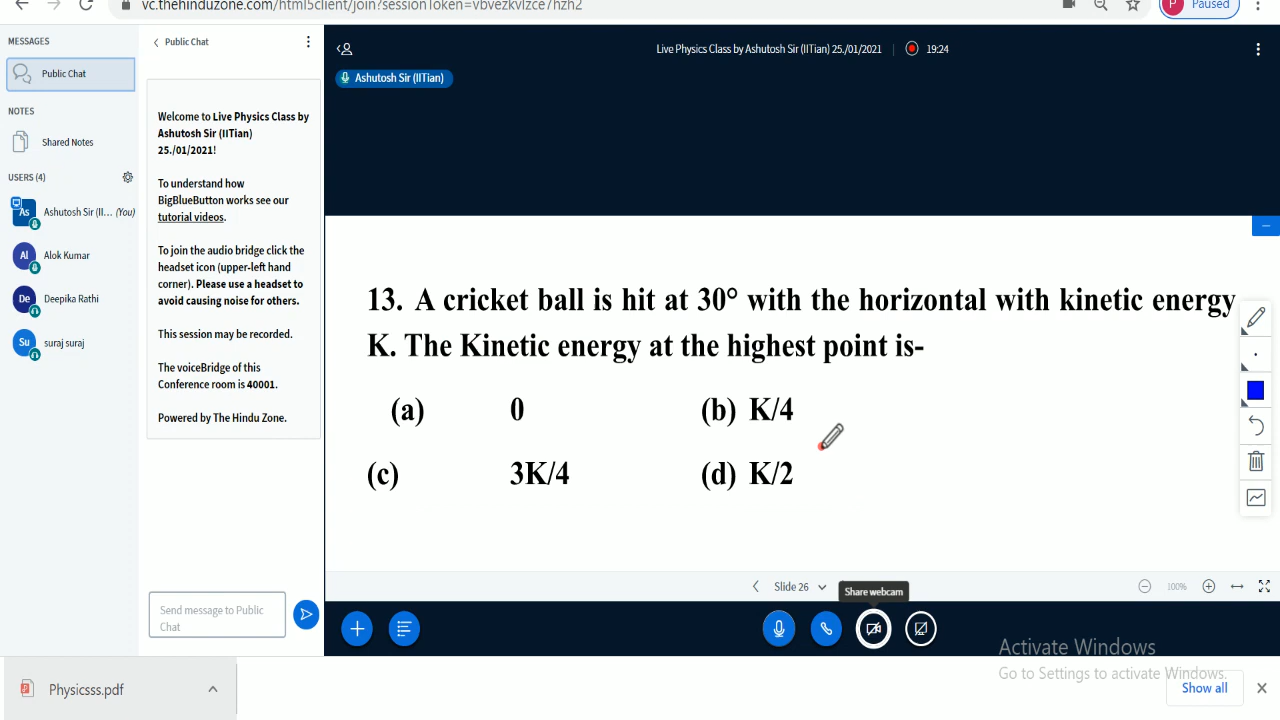 vc.thehinduzone.com/html5client/join?sessionToken=vbvezkvlzce7hzh2
P
Paused
MESSAGES
Public Chat
NOTES
Shared Notes
USERS (4)
As
Ashutosh Sir (II... (You)
Al
Alok Kumar
De
Deepika Rathi
Su
suraj suraj
Public Chat
Welcome to Live Physics Class by
Ashutosh Sir (IITian)
25./01/2021!
To understand how
BigBlueButton works see our
tutorial videos.
To join the audio bridge click the
headset icon (upper-left hand
corner). Please use a headset to
avoid causing noise for others.
This session may be recorded.
The voiceBridge of this
Conference room is 40001.
Powered by The Hindu Zone.
Send message to Public
Chat
Live Physics Class by Ashutosh Sir (IITian) 25./01/2021
19:24
Ashutosh Sir (IITian)
13. A cricket ball is hit at 30° with the horizontal with kinetic energy
K. The Kinetic energy at the highest point is-
(a) 0 (b) K/4
(c) 3K/4 (d) K/2
Slide 26
100%
Share webcam
Activate Windows
Go to Settings to activate Windows.
Physicsss.pdf
Show all